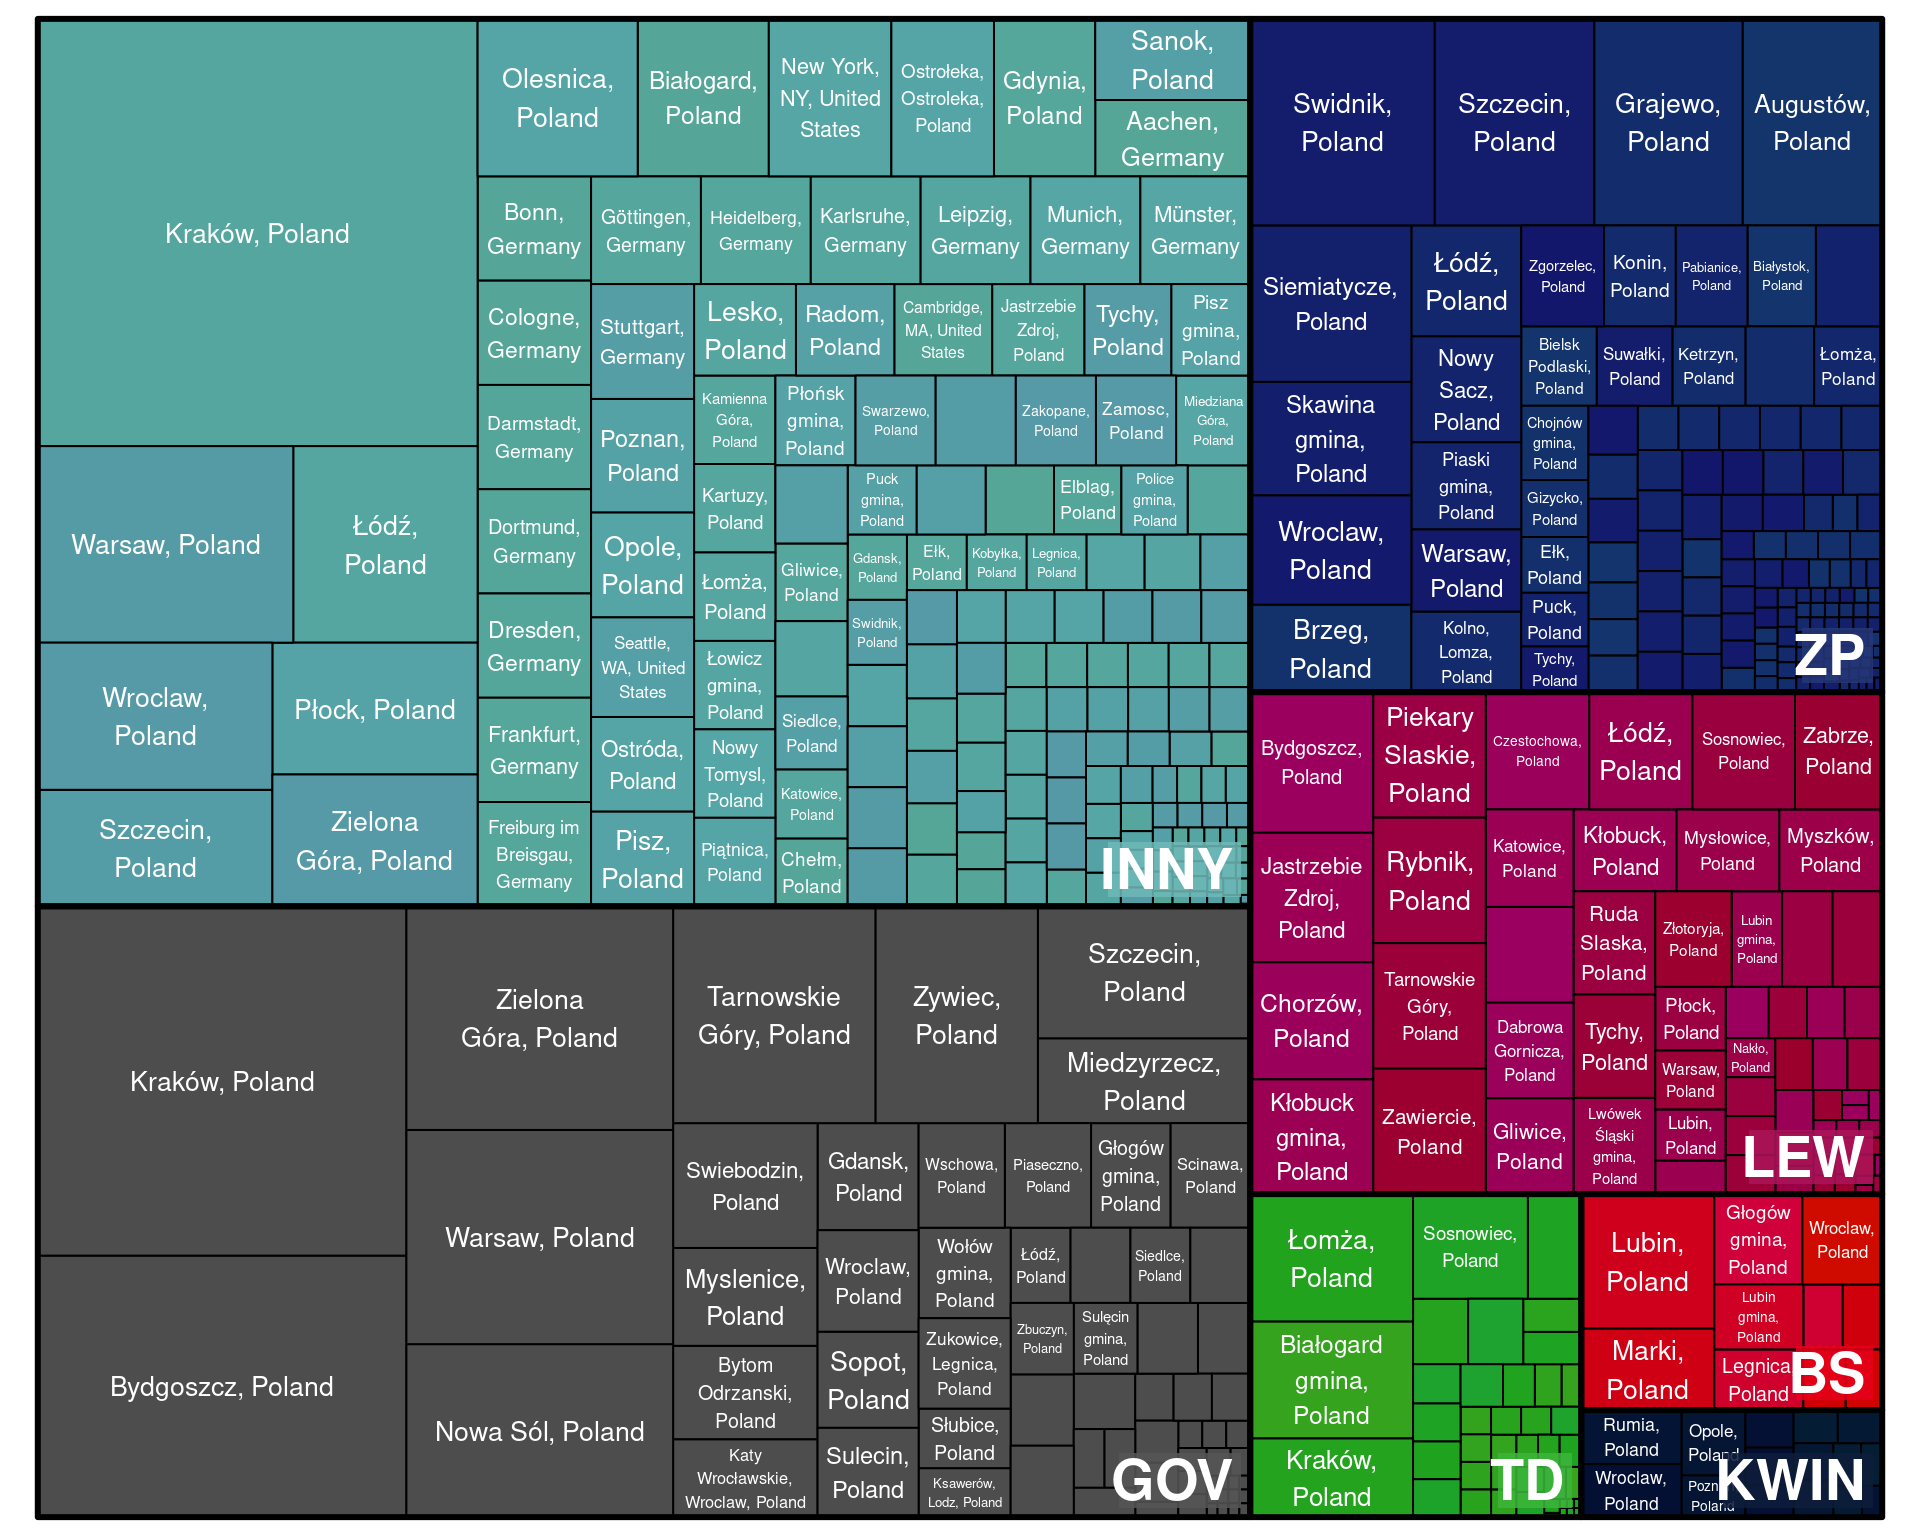 Kraków, Poland
Warsaw, Poland
Łódź,
Poland
Wroclaw,
Poland
Płock, Poland
Szczecin,
Poland
Zielona
Góra, Poland
Olesnica,
Poland
Białogard,
Poland
New York,
NY, United
States
Ostrołeka,
Ostroleka,
Poland
Gdynia,
Poland
Sanok,
Poland
Aachen,
Germany
Bonn,
Germany
Göttingen,
Germany
Heidelberg,
Germany
Karlsruhe,
Germany
Leipzig,
Germany
Munich,
Germany
Münster,
Germany
Cologne,
Germany
Darmstadt,
Germany
Dortmund,
Germany
Dresden,
Germany
Frankfurt,
Germany
Freiburg im
Breisgau,
Germany
Stuttgart,
Germany
Poznan,
Poland
Opole,
Poland
Seattle,
WA, United
States
Ostróda,
Poland
Pisz,
Poland
Lesko,
Poland
Radom,
Poland
Cambridge,
MA, United
States
Jastrzebie
Zdroj,
Poland
Tychy,
Poland
Pisz
gmina,
Poland
Kamienna
Góra,
Poland
Płońsk
gmina,
Poland
Swarzewo,
Poland
Zakopane,
Poland
Zamosc,
Poland
Miedziana
Góra,
Poland
Kartuzy,
Poland
Łomża,
Poland
Łowicz
gmina,
Poland
Nowy
Tomysl,
Poland
Piątnica,
Poland
Gliwice,
Poland
Siedlce,
Poland
Katowice,
Poland
Chełm,
Poland
Puck
gmina,
Poland
Elblag,
Poland
Police
gmina,
Poland
Gdansk,
Poland
Ełk,
Poland
Kobyłka,
Poland
Legnica,
Poland
Swidnik,
Poland
INNY
Swidnik,
Poland
Szczecin,
Poland
Grajewo,
Poland
Augustów,
Poland
Siemiatycze,
Poland
Skawina
gmina,
Poland
Wroclaw,
Poland
Brzeg,
Poland
Łódź,
Poland
Nowy
Sacz,
Poland
Piaski
gmina,
Poland
Warsaw,
Poland
Kolno,
Lomza,
Poland
Zgorzelec,
Poland
Konin,
Poland
Pabianice,
Poland
Białystok,
Poland
Bielsk
Podlaski,
Poland
Suwałki,
Poland
Ketrzyn,
Poland
Łomża,
Poland
Chojnów
gmina,
Poland
Gizycko,
Poland
Ełk,
Poland
Puck,
Poland
Tychy,
Poland
ZP
Bydgoszcz,
Poland
Jastrzebie
Zdroj,
Poland
Chorzów,
Poland
Kłobuck
gmina,
Poland
Piekary
Slaskie,
Poland
Rybnik,
Poland
Tarnowskie
Góry,
Poland
Zawiercie,
Poland
Czestochowa,
Poland
Łódź,
Poland
Sosnowiec,
Poland
Zabrze,
Poland
Katowice,
Poland
Kłobuck,
Poland
Mysłowice,
Poland
Myszków,
Poland
Dabrowa
Gornicza,
Poland
Gliwice,
Poland
Ruda
Slaska,
Poland
Tychy,
Poland
Lwówek
Śląski
gmina,
Poland
Złotoryja,
Poland
Lubin
gmina,
Poland
Płock,
Poland
Warsaw,
Poland
Lubin,
Poland
Nakło,
Poland
LEW
Kraków, Poland
Bydgoszcz, Poland
Zielona
Góra, Poland
Warsaw, Poland
Nowa Sól, Poland
Tarnowskie
Góry, Poland
Zywiec,
Poland
Szczecin,
Poland
Miedzyrzecz,
Poland
Swiebodzin,
Poland
Myslenice,
Poland
Bytom
Odrzanski,
Poland
Katy
Wrocławskie,
Wroclaw, Poland
Gdansk,
Poland
Wroclaw,
Poland
Sopot,
Poland
Sulecin,
Poland
Wschowa,
Poland
Piaseczno,
Poland
Głogów
gmina,
Poland
Scinawa,
Poland
Wołów
gmina,
Poland
Zukowice,
Legnica,
Poland
Słubice,
Poland
Ksawerów,
Lodz, Poland
Łódź,
Poland
Siedlce,
Poland
Zbuczyn,
Poland
Sulęcin
gmina,
Poland
GOV
Łomża,
Poland
Białogard
gmina,
Poland
Kraków,
Poland
Sosnowiec,
Poland
TD
Lubin,
Poland
Marki,
Poland
Głogów
gmina,
Poland
Wroclaw,
Poland
Lubin
gmina,
Poland
Legnica,
Poland
BS
Rumia,
Poland
Wroclaw,
Poland
Opole,
Poland
Poznan,
Poland
KWIN